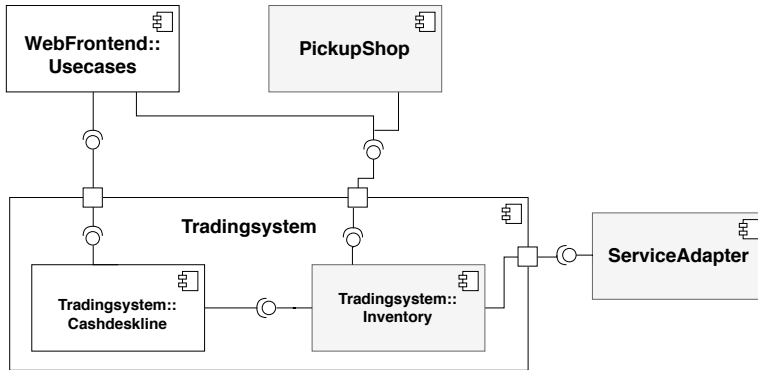 WebFrontend::
Usecases
PickupShop
Tradingsystem
ServiceAdapter
Tradingsystem::
Cashdeskline
Tradingsystem::
Inventory